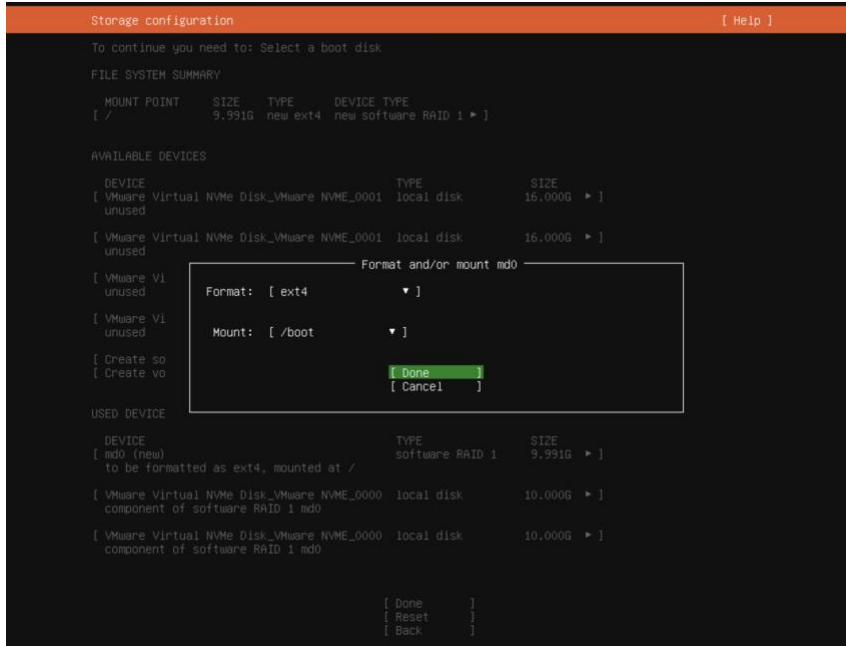 Storage configuration [ Help ]
To continue you need to: Select a boot disk
FILE SYSTEM SUMMARY
MOUNT POINT SIZE TYPE DEVICE TYPE
[ / 9.991G new ext4 new software RAID 1 ▸ ]
AVAILABLE DEVICES
DEVICE TYPE SIZE
[ VMware Virtual NVMe Disk_VMware NVME_0001 local disk 16.000G ▸ ]
unused
[ VMware Virtual NVMe Disk_VMware NVME_0001 local disk 16.000G ▸ ]
unused
[ VMware Vi
unused
[ VMware Vi
unused
[ Create so
[ Create vo
Format and/or mount md0
Format: [ ext4 ▾ ]
Mount: [ /boot ▾ ]
[ Done ]
[ Cancel ]
USED DEVICE
DEVICE TYPE SIZE
[ md0 (new) software RAID 1 9.991G ▸ ]
to be formatted as ext4, mounted at /
[ VMware Virtual NVMe Disk_VMware NVME_0000 local disk 10.000G ▸ ]
component of software RAID 1 md0
[ VMware Virtual NVMe Disk_VMware NVME_0000 local disk 10.000G ▸ ]
component of software RAID 1 md0
[ Done ]
[ Reset ]
[ Back ]